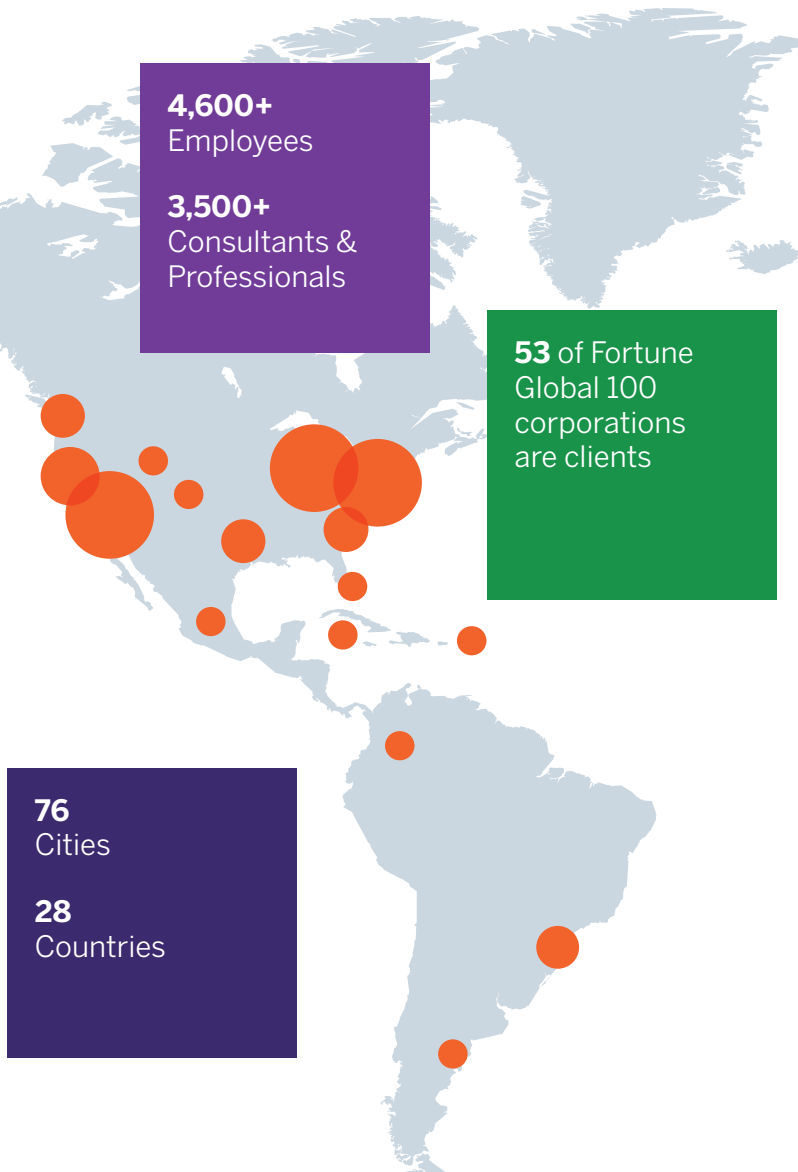 4,600+
Employees
3,500+
Consultants &
Professionals
53 of Fortune
Global 100
corporations
are clients
76
Cities
28
Countries